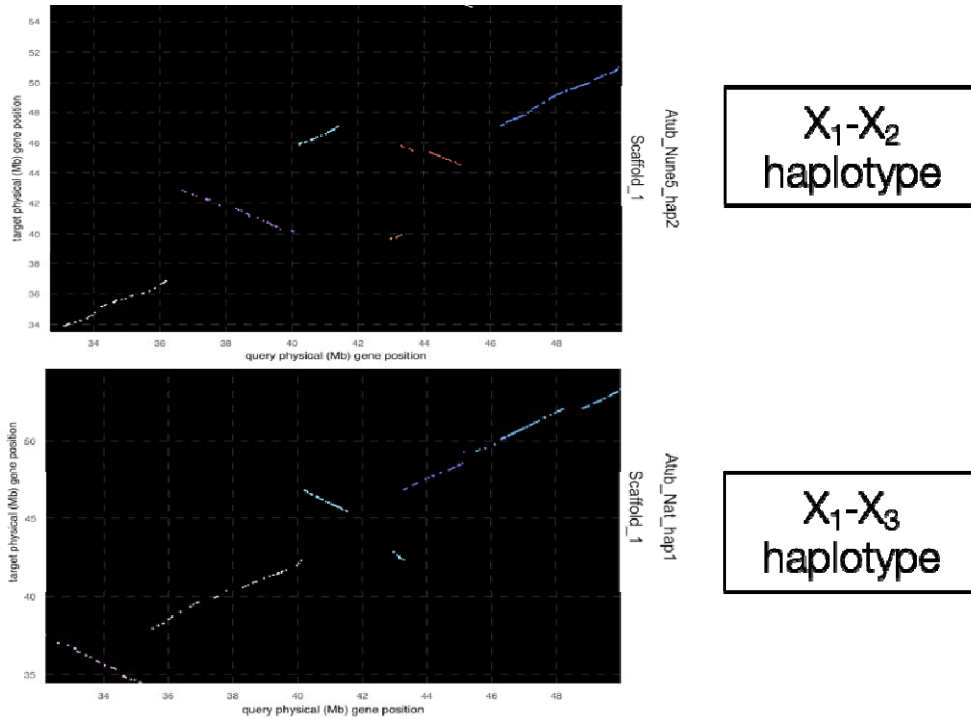 54
52
50
48
46
44
42
40
38
36
34
target physical (Mb) gene position
34 36 38 40 42 44 46 48
query physical (Mb) gene position
Atub_Nune5_hap2
Scaffold_1
X₁-X₂
haplotype
50
45
40
35
target physical (Mb) gene position
34 36 38 40 42 44 46 48
query physical (Mb) gene position
Atub_Nat_hap1
Scaffold_1
X₁-X₃
haplotype